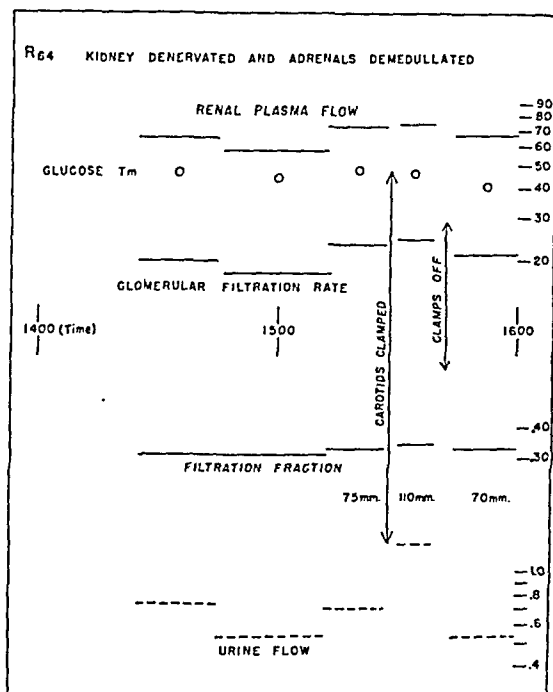 R64 KIDNEY DENERVATED AND ADRENALS DEMEDULLATED
RENAL PLASMA FLOW
90
80
70
60
50
40
30
20
GLUCOSE Tm
GLOMERULAR FILTRATION RATE
1400 (Time)
1500
1600
CAROTIDS CLAMPED
CLAMPS OFF
.40
.30
FILTRATION FRACTION
75mm.
110mm.
70mm.
1.0
.8
.6
.4
URINE FLOW